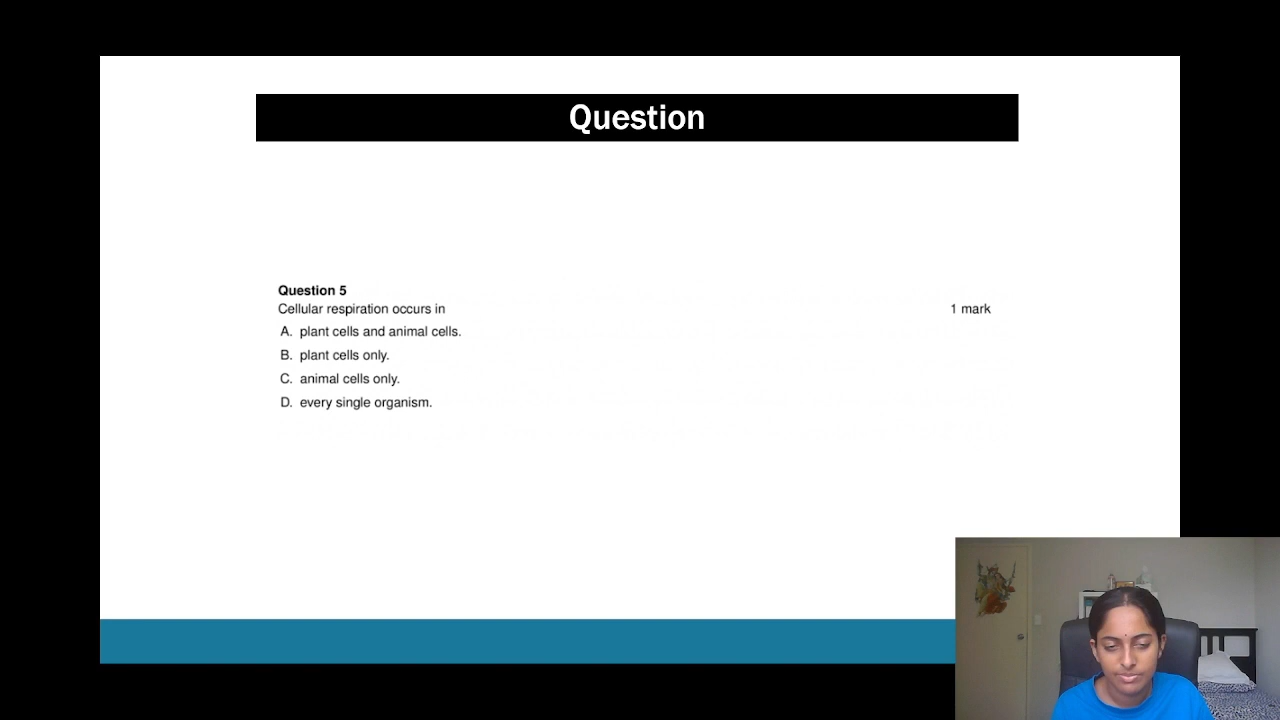 Question
Question 5
Cellular respiration occurs in 1 mark
A. plant cells and animal cells.
B. plant cells only.
C. animal cells only.
D. every single organism.